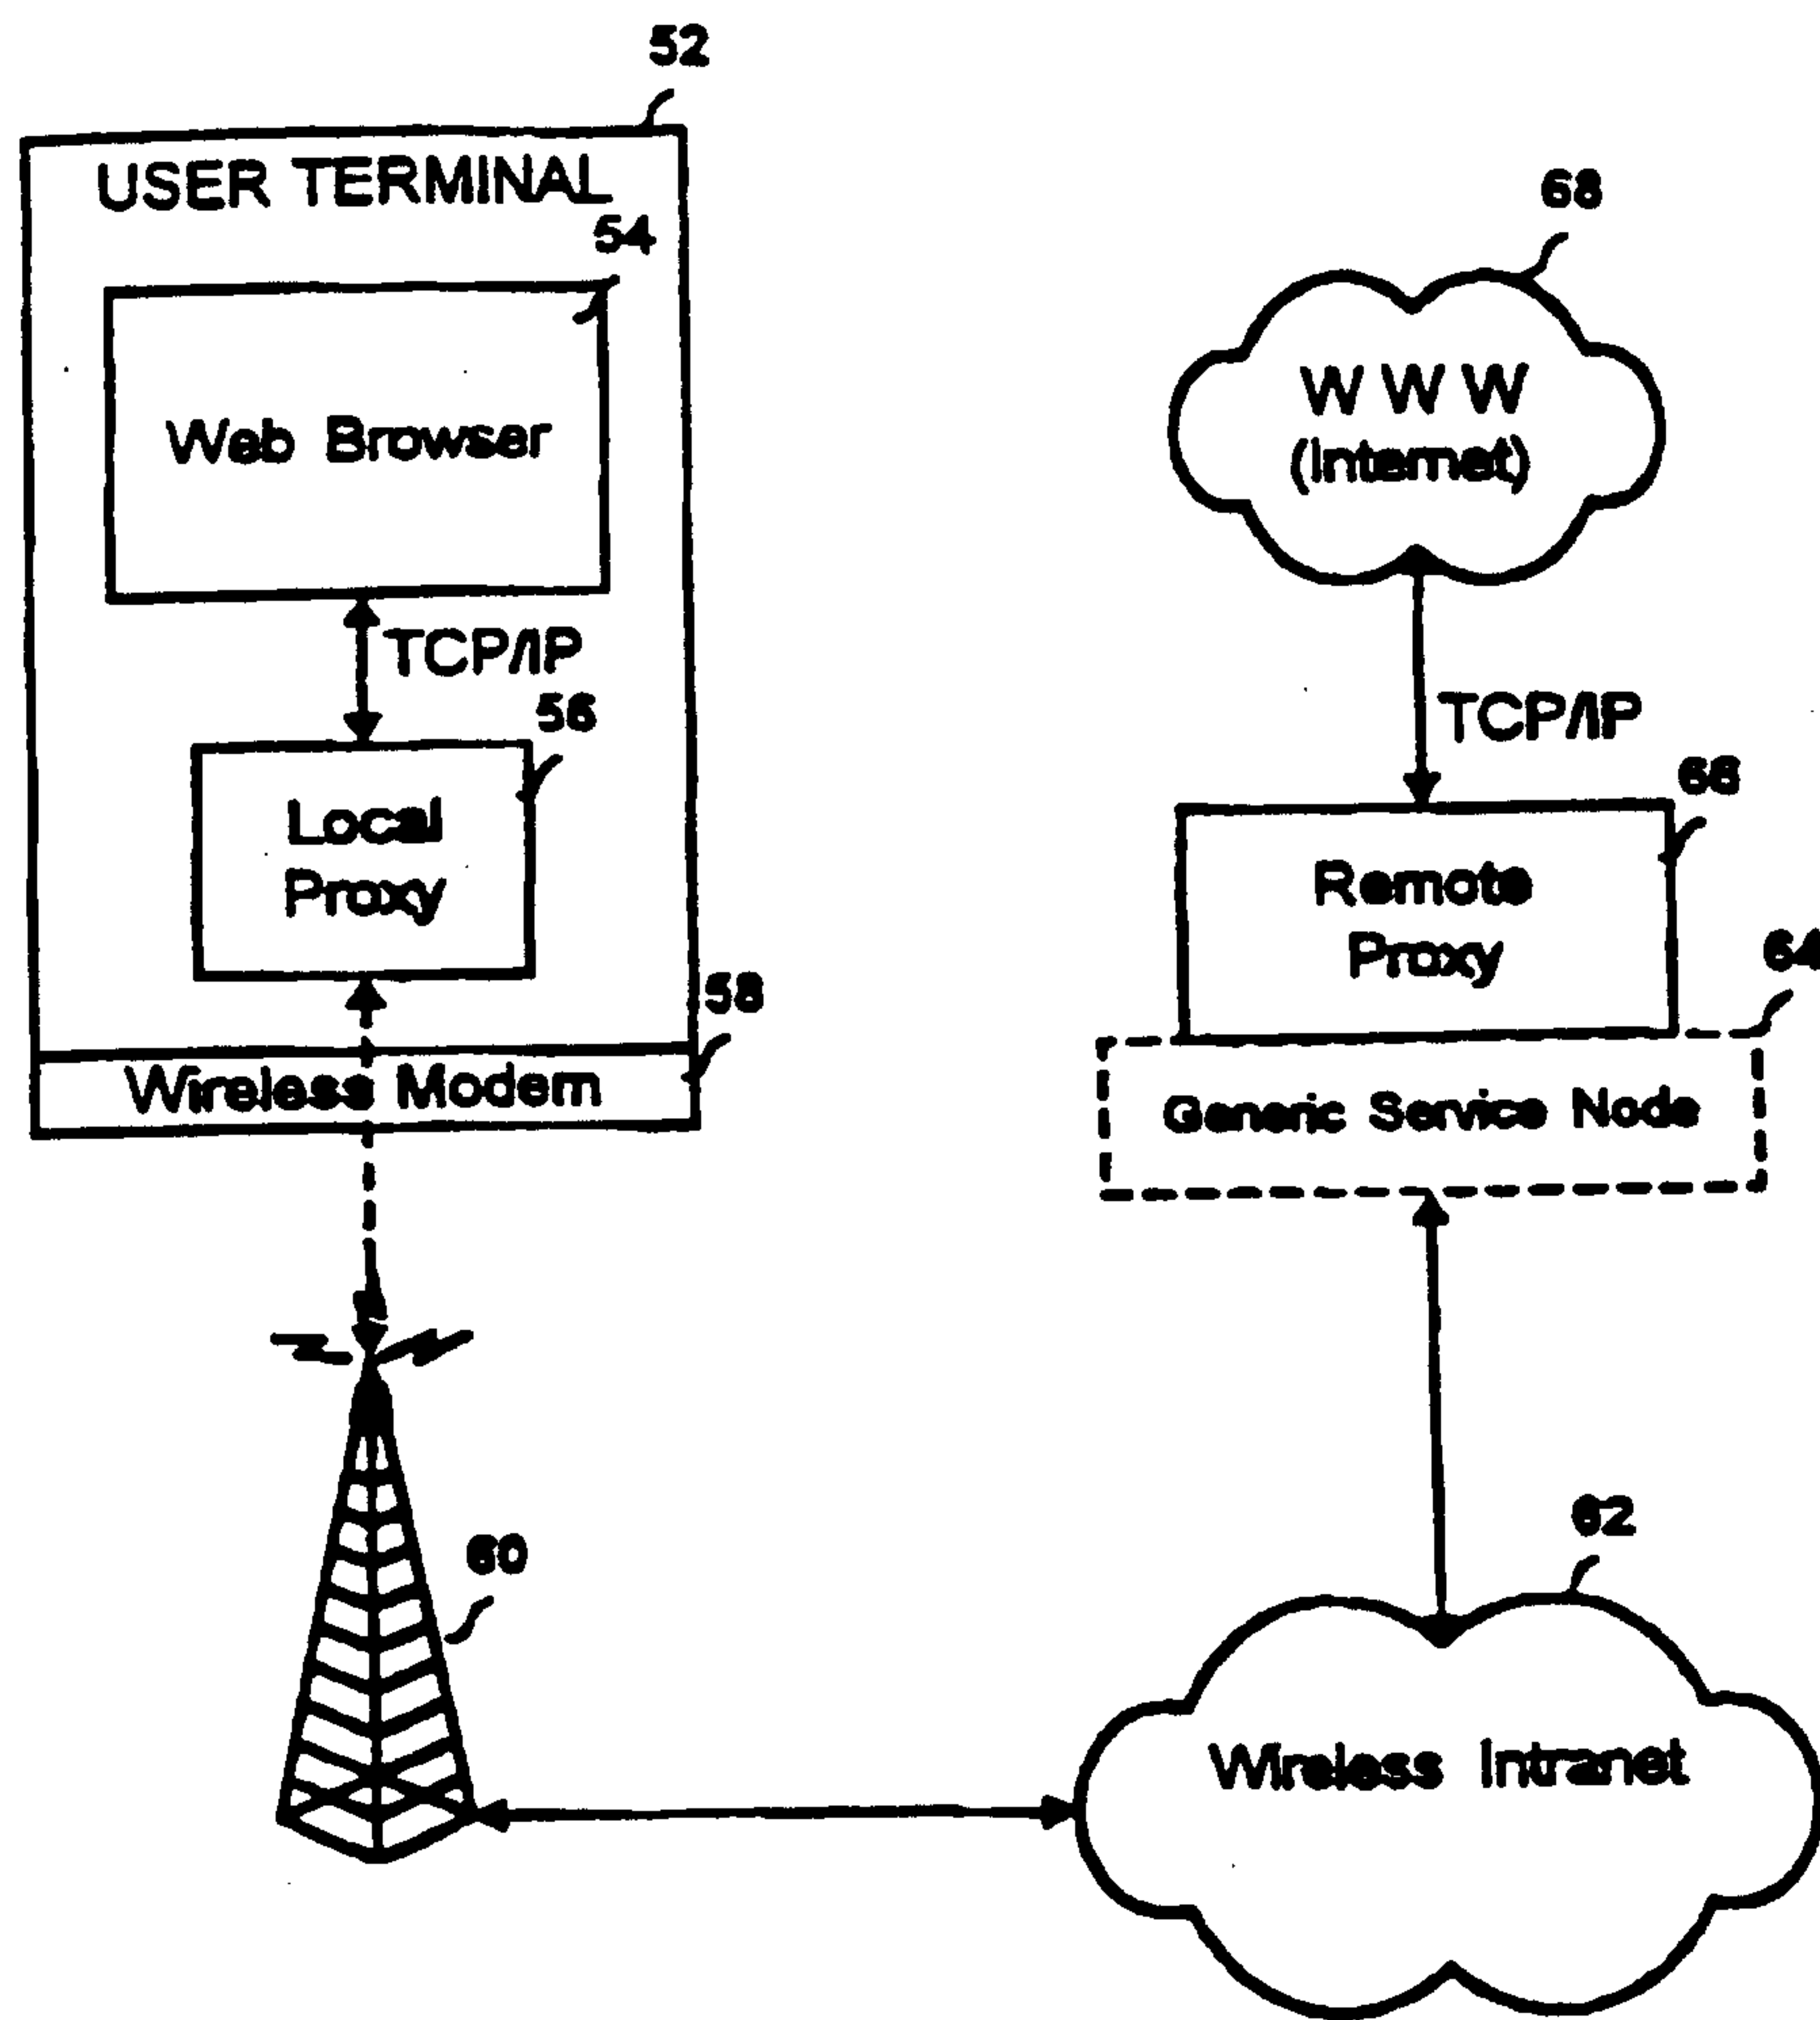 52
USER TERMINAL
54
Web Browser
TCP/IP
56
Local
Proxy
58
Wireless Modem
60
68
W W W
(Internet)
TCP/IP
66
Remote
Proxy
64
Generic Service Node
62
Wireless Intranet